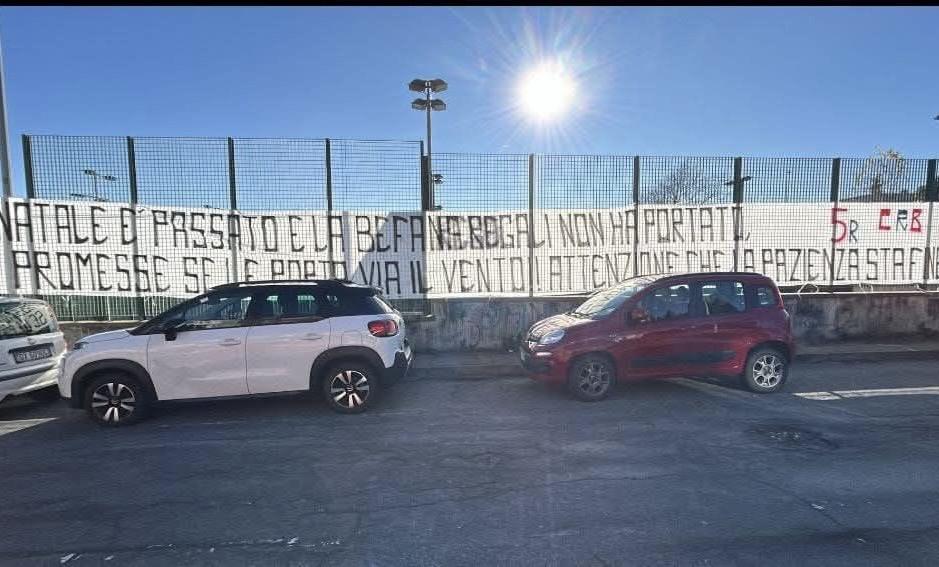 NATALE E' PASSATO E LA BEFANA REGALI NON HA PORTATO,
PROMESSE SE LE PORTA VIA IL VENTO!! ATTENZIONE CHE LA PAZIENZA STA
5R CRB